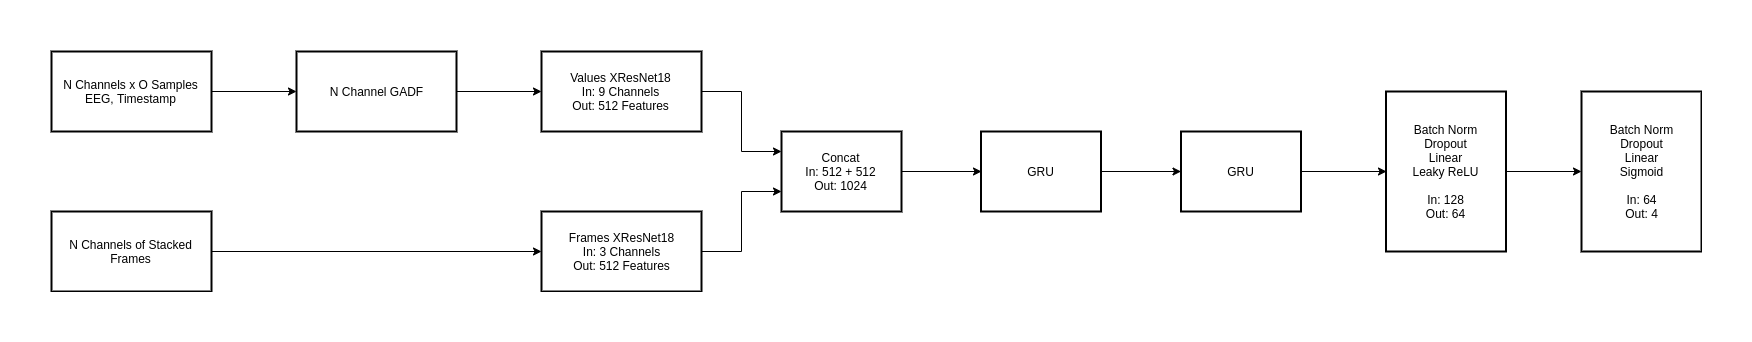 N Channels x O Samples
EEG, Timestamp
N Channel GADF
Values XResNet18
In: 9 Channels
Out: 512 Features
N Channels of Stacked
Frames
Frames XResNet18
In: 3 Channels
Out: 512 Features
Concat
In: 512 + 512
Out: 1024
GRU
GRU
Batch Norm
Dropout
Linear
Leaky ReLU
In: 128
Out: 64
Batch Norm
Dropout
Linear
Sigmoid
In: 64
Out: 4